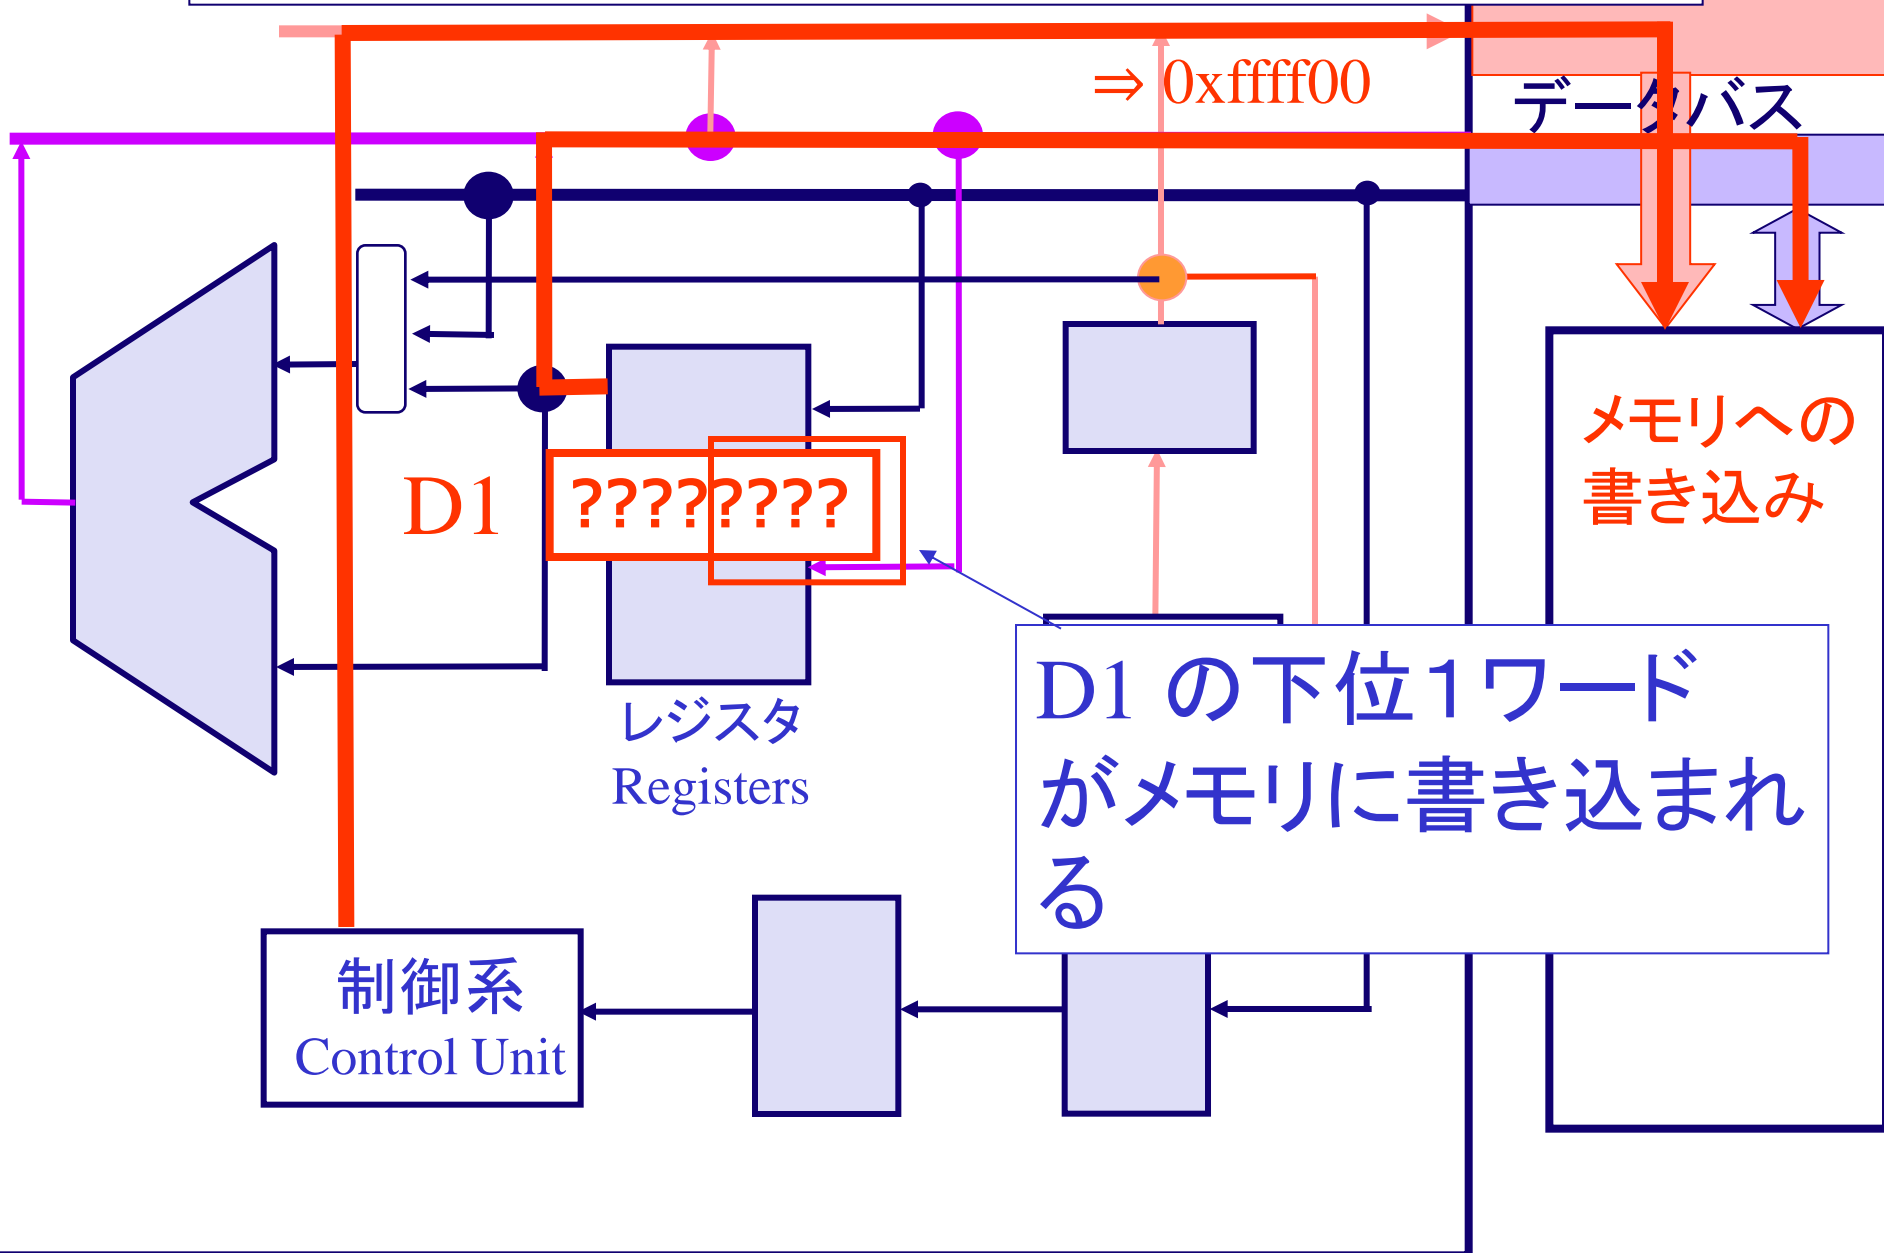 ⇒ 0xffff00
データバス
メモリへの
書き込み
D1
????????
D1 の下位１ワード
がメモリに書き込まれ
る
レジスタ
Registers
制御系
Control Unit